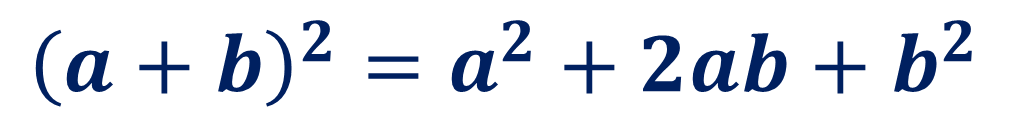 (a + b)² = a² + 2ab + b²